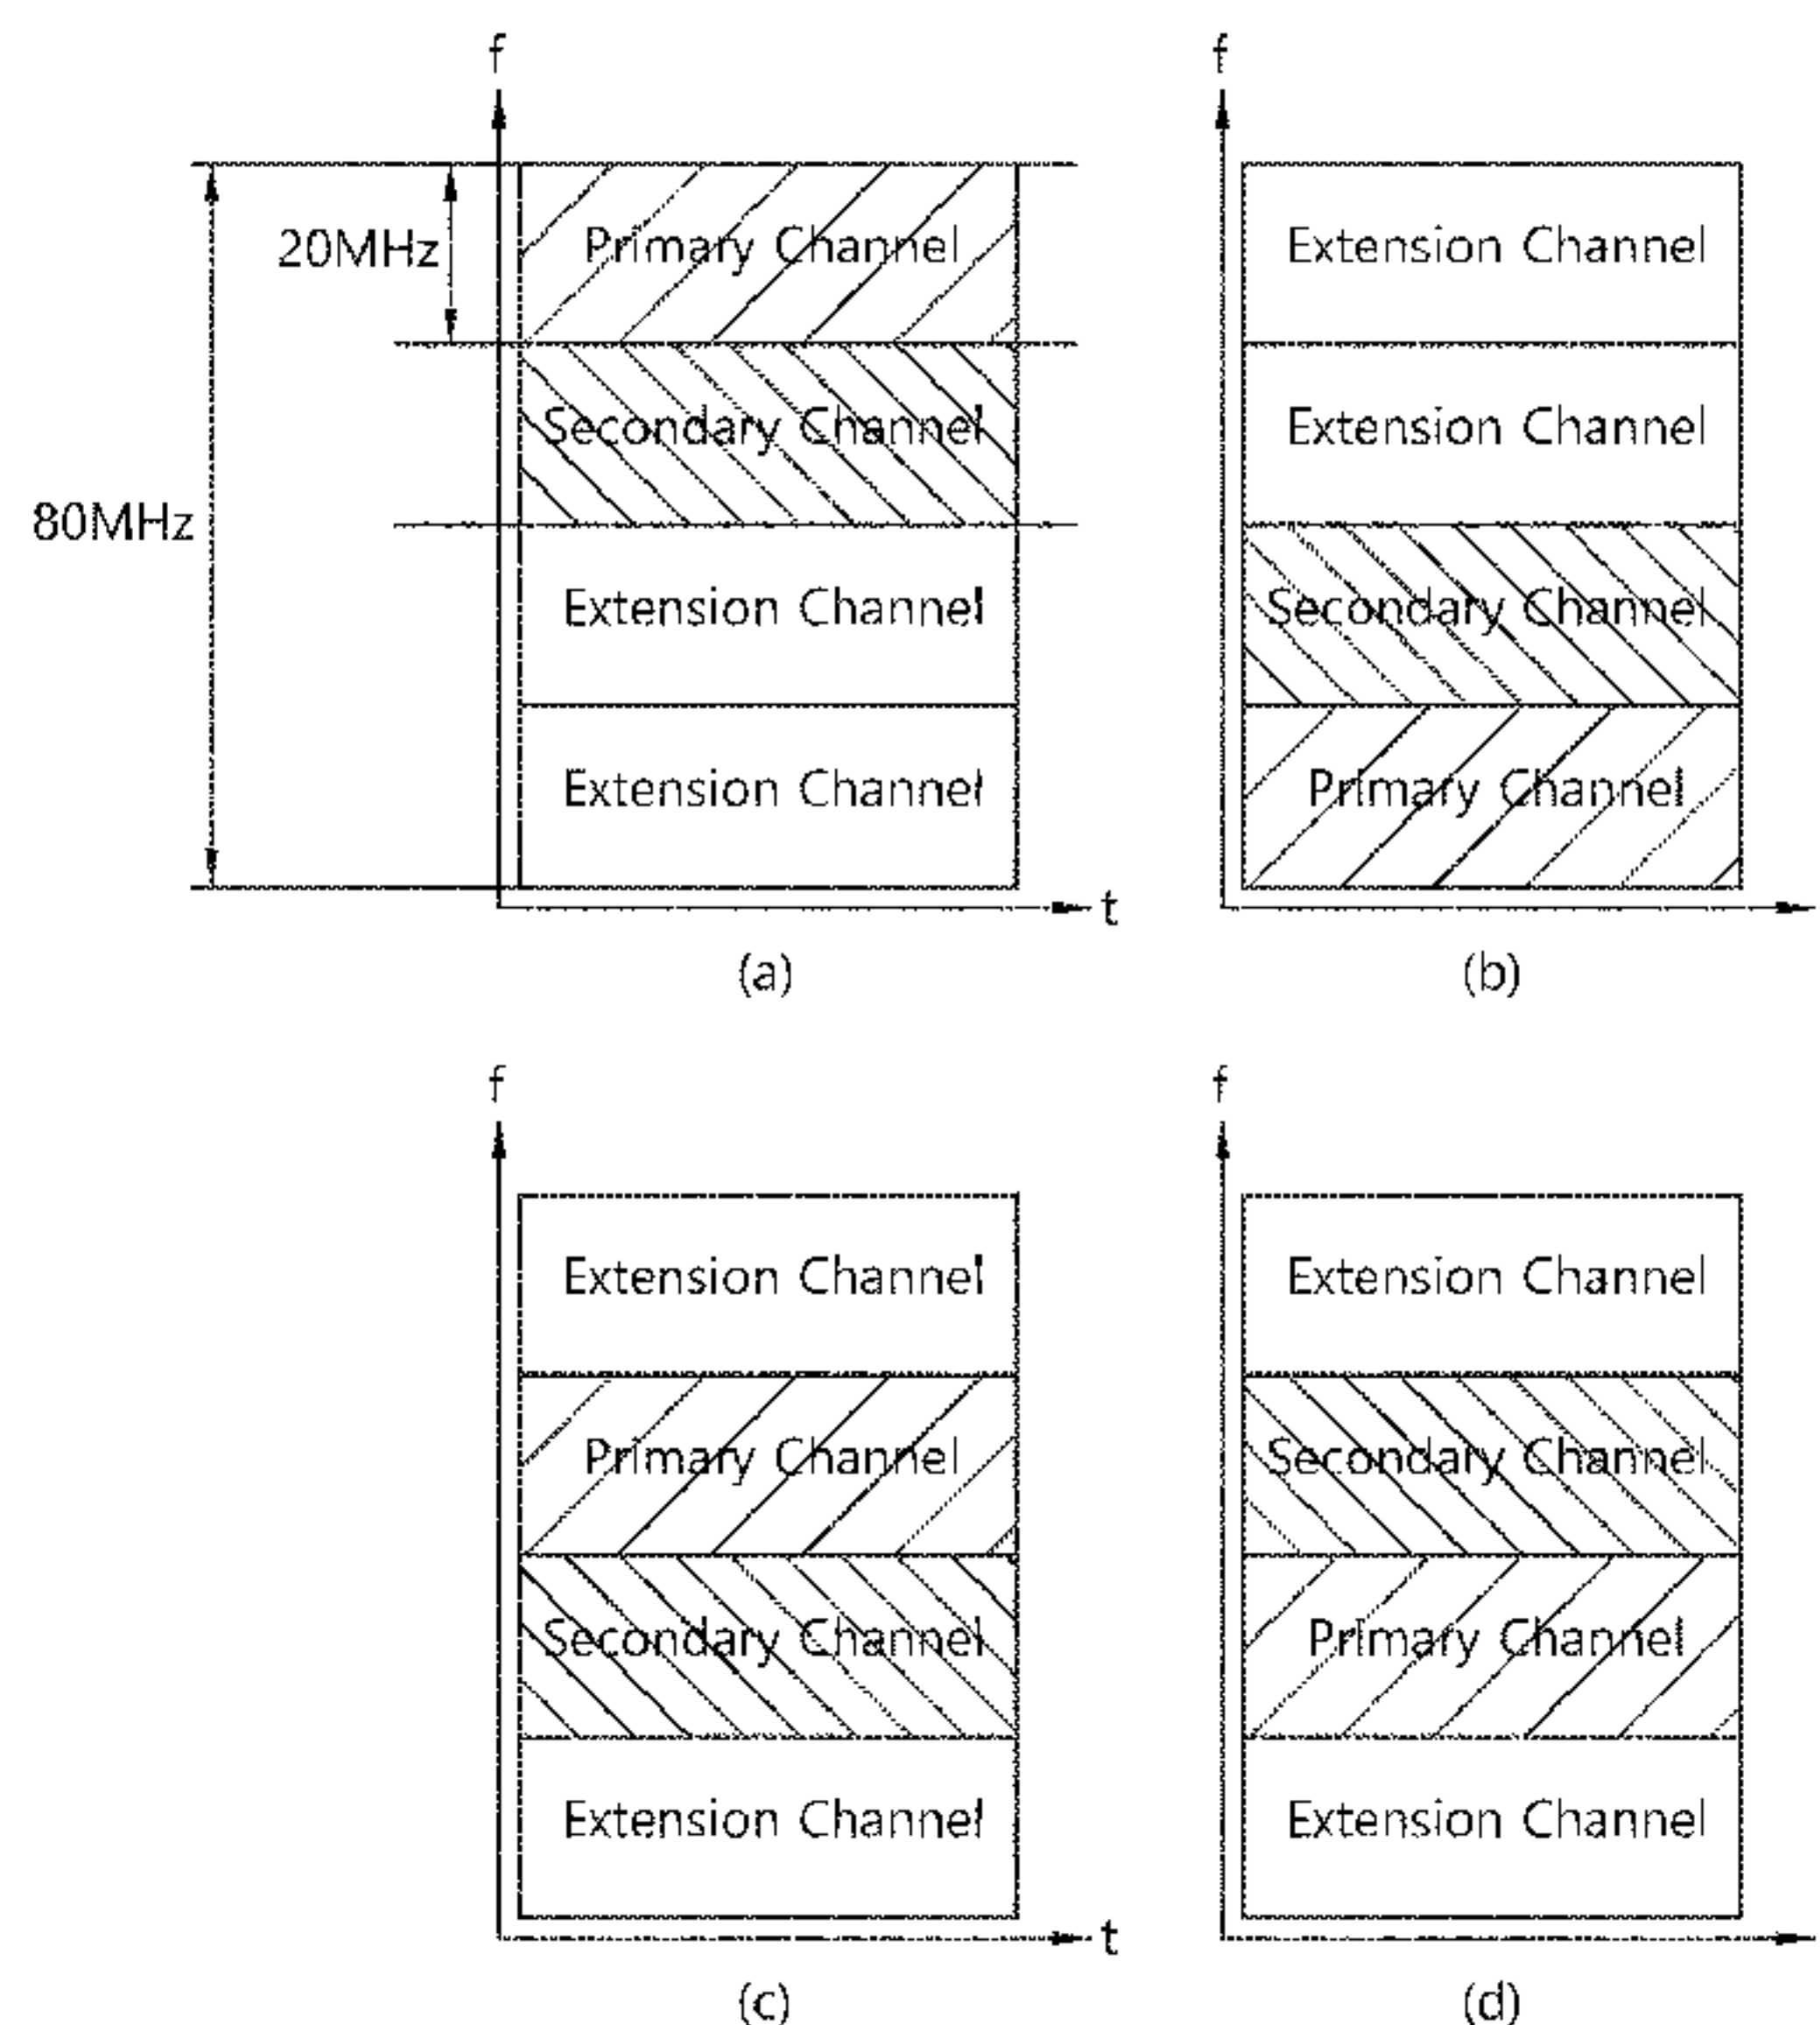 f
20MHz
80MHz
Primary Channel
Secondary Channel
Extension Channel
Extension Channel
t
(a)
f
Extension Channel
Extension Channel
Secondary Channel
Primary Channel
(b)
f
Extension Channel
Primary Channel
Secondary Channel
Extension Channel
t
(c)
f
Extension Channel
Secondary Channel
Primary Channel
Extension Channel
(d)